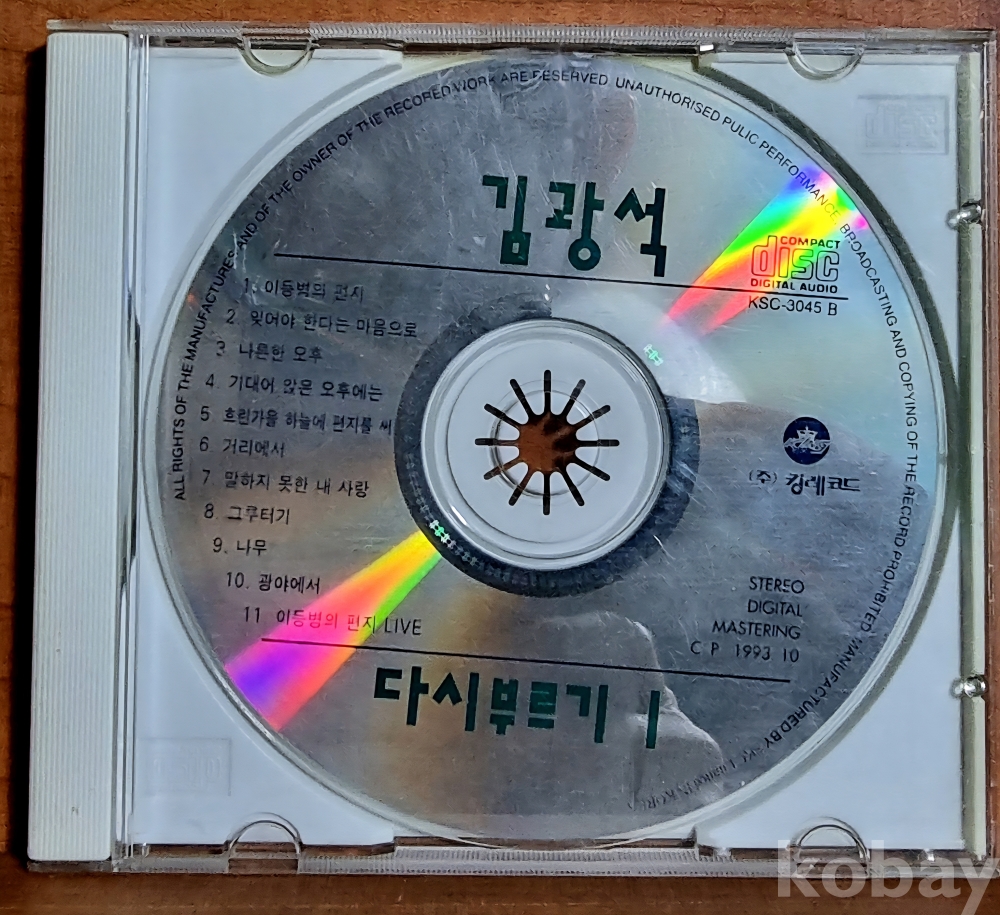 ALL RIGHTS OF THE MANUFACTURES AND OF THE OWNER OF THE RECORED WORK ARE RESERVED. UNAUTHORISED PULIC PERFORMANCE, BROADCASTING AND COPYING OF THE RECORD PROHIBITED. MANUFACTURED BY SKC Limited IN KOREA
김광석
COMPACT
disc
DIGITAL AUDIO
KSC-3045 B
1. 이등병의 편지
2. 잊어야 한다는 마음으로
3 나른한 오후
4. 기대어 앉은 오후에는
5 흐린가을 하늘에 편지를 써
6 거리에서
7 말하지 못한 내 사랑
8. 그루터기
9. 나무
10. 광야에서
11 이등병의 편지 LIVE
(주) 킹레코드
STEREO
DIGITAL
MASTERING
C P 1993 10
다시부르기 I
kobay